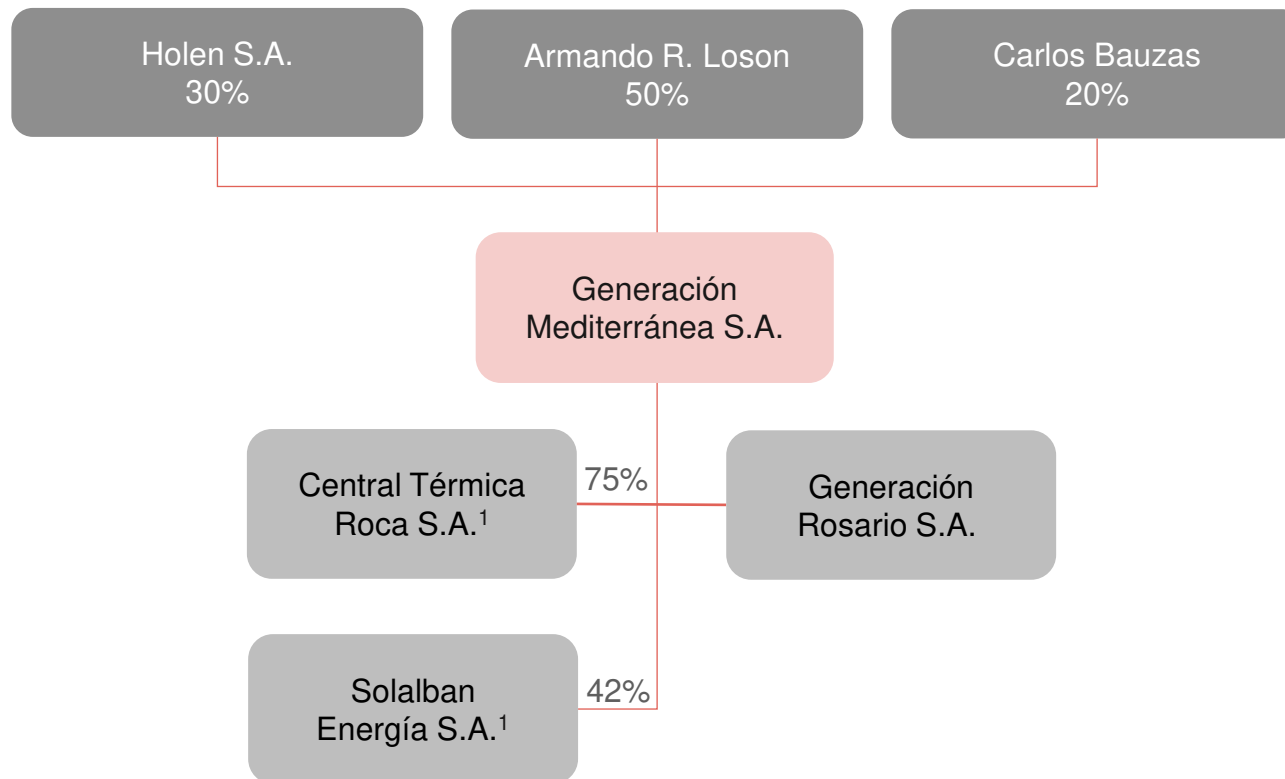 Holen S.A.
30%
Armando R. Loson
50%
Carlos Bauzas
20%
Generación
Mediterránea S.A.
Central Térmica
Roca S.A.¹
75%
Generación
Rosario S.A.
Solalban
Energía S.A.¹
42%